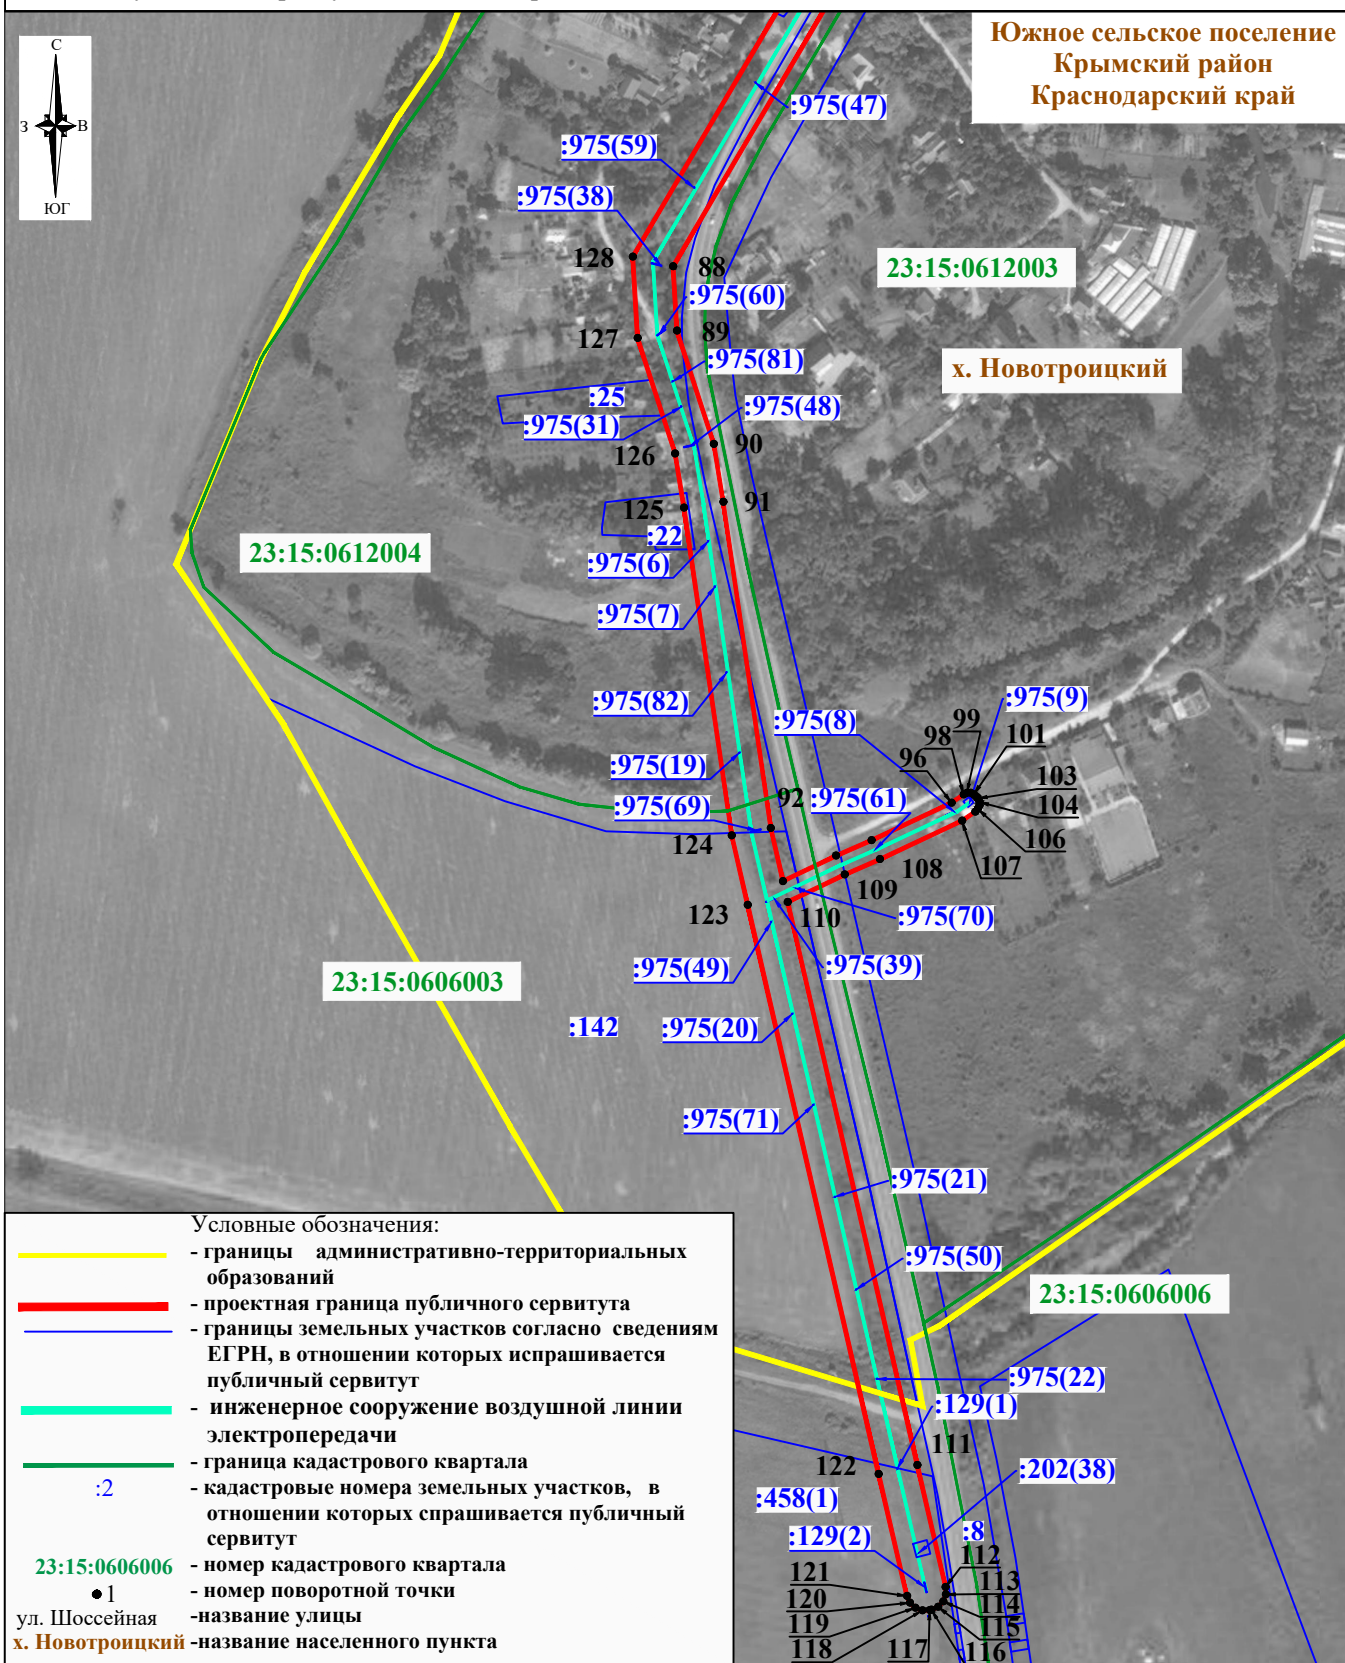 Южное сельское поселение
Крымский район
Краснодарский край
С
З
В
ЮГ
:975(47)
:975(59)
:975(38)
128
88
23:15:0612003
:975(60)
127
89
:975(81)
х. Новотроицкий
:25
:975(31)
:975(48)
126
90
125
91
:22
23:15:0612004
:975(6)
:975(7)
:975(82)
:975(8)
:975(9)
99
98
101
96
103
104
106
107
:975(19)
:975(69)
92
:975(61)
124
108
109
123
110
:975(70)
:975(49)
:975(39)
23:15:0606003
:142
:975(20)
:975(71)
:975(21)
:975(50)
23:15:0606006
:975(22)
:129(1)
111
122
:202(38)
:458(1)
:129(2)
:8
112
121
113
120
114
119
115
118
117
116
Условные обозначения:
- границы административно-территориальных
образований
- проектная граница публичного сервитута
- границы земельных участков согласно сведениям
ЕГРН, в отношении которых испрашивается
публичный сервитут
- инженерное сооружение воздушной линии
электропередачи
- граница кадастрового квартала
:2 - кадастровые номера земельных участков, в
отношении которых спрашивается публичный
сервитут
23:15:0606006 - номер кадастрового квартала
1 - номер поворотной точки
ул. Шоссейная -название улицы
х. Новотроицкий -название населенного пункта